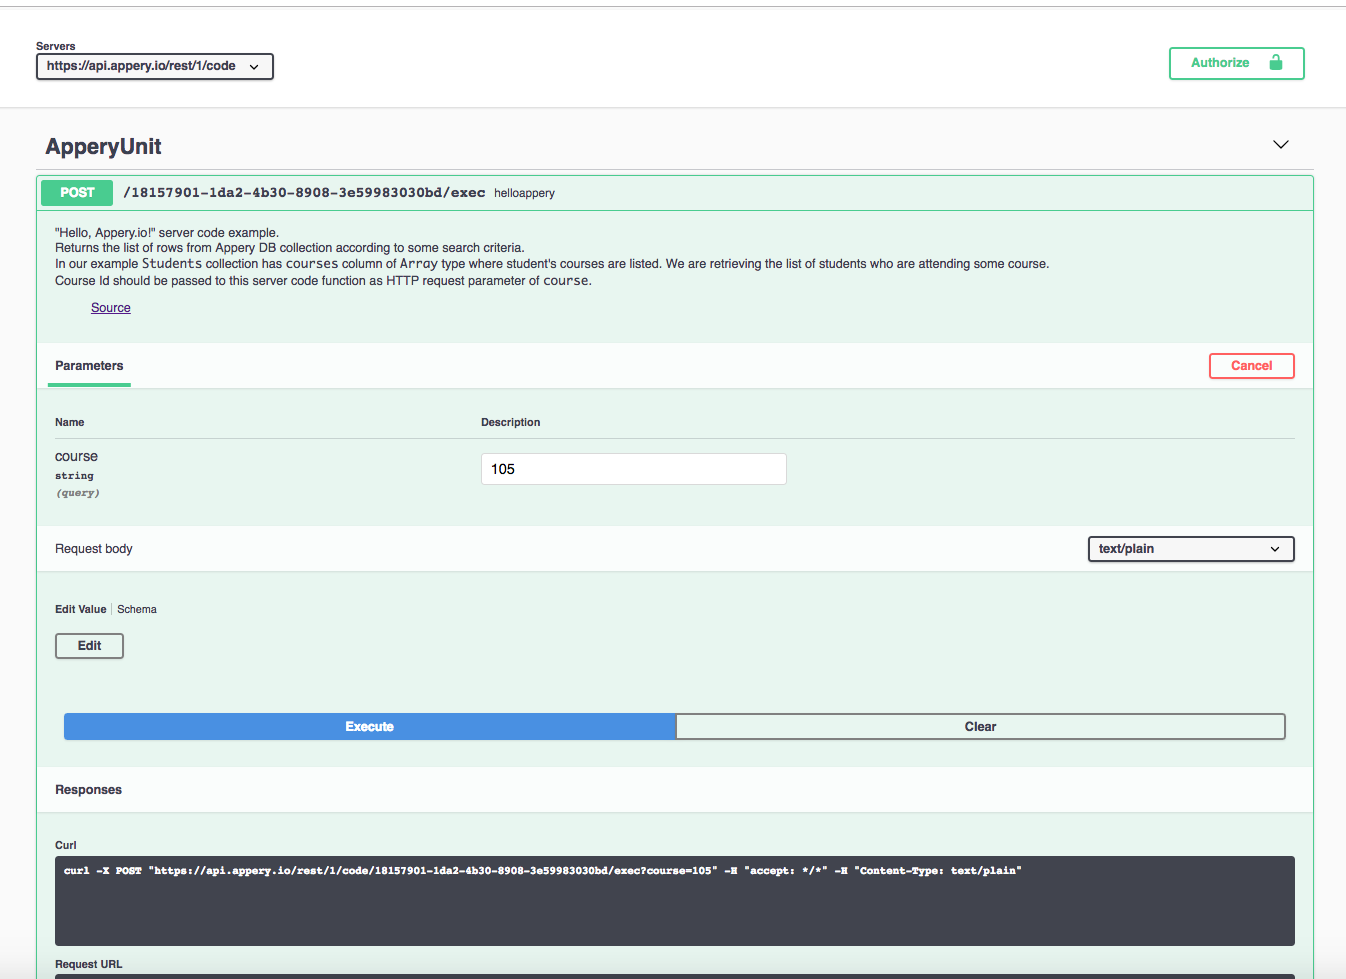 Servers
https://api.appery.io/rest/1/code
Authorize
ApperyUnit
POST /18157901-1da2-4b30-8908-3e59983030bd/exec helloappery
"Hello, Appery.io!" server code example.
Returns the list of rows from Appery DB collection according to some search criteria.
In our example Students collection has courses column of Array type where student's courses are listed. We are retrieving the list of students who are attending some course.
Course Id should be passed to this server code function as HTTP request parameter of course.
Source
Parameters
Cancel
Name Description
course
105
string
(query)
Request body
text/plain
Edit Value Schema
Edit
Execute Clear
Responses
Curl
curl -X POST "https://api.appery.io/rest/1/code/18157901-1da2-4b30-8908-3e59983030bd/exec?course=105" -H "accept: */*" -H "Content-Type: text/plain"
Request URL